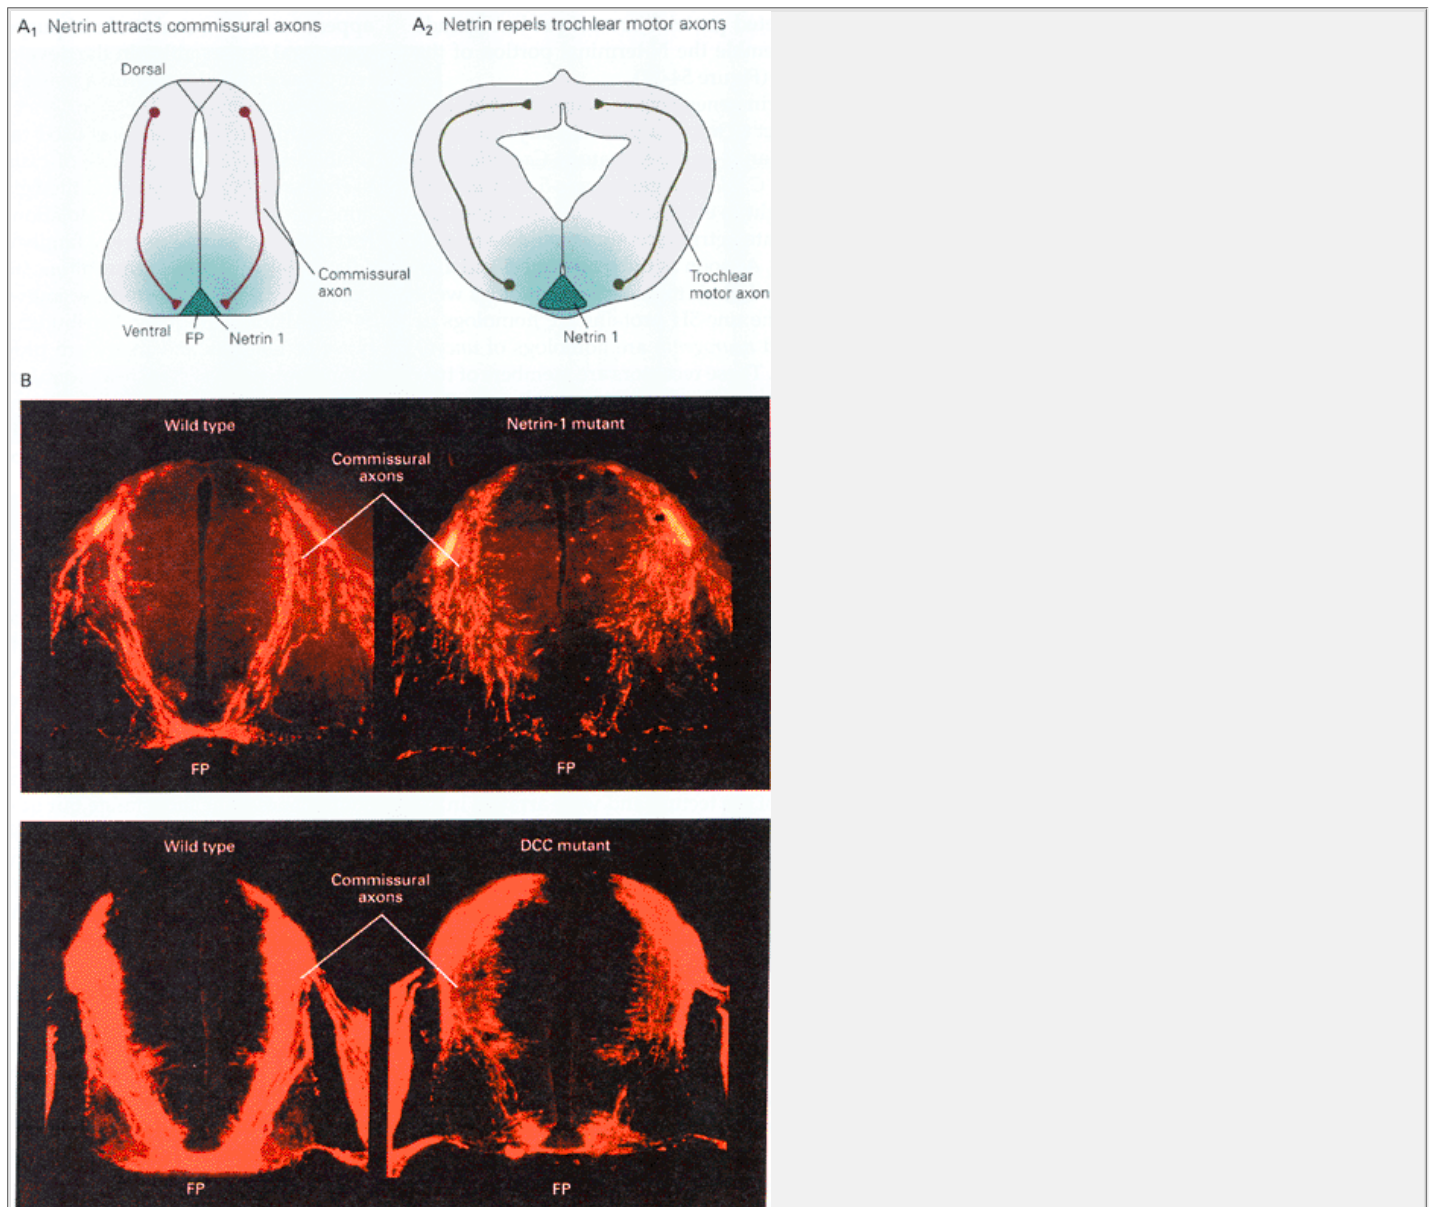 A1 Netrin attracts commissural axons
A2 Netrin repels trochlear motor axons
Dorsal
Commissural
axon
Ventral
FP
Netrin 1
Trochlear
motor axon
Netrin 1
B
Wild type
Netrin-1 mutant
Commissural
axons
FP
FP
Wild type
DCC mutant
Commissural
axons
FP
FP